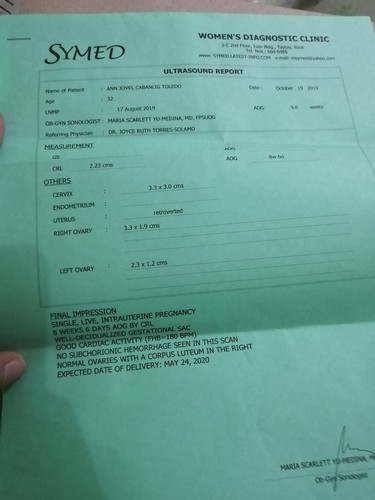 SYMED
WOMEN'S DIAGNOSTIC CLINIC
ULTRASOUND REPORT
Name of Patient : ANN JOVEL CABANCIG TOLEDO Date : October 19 2019
Age : 32
LNMP : 17 August 2019 AOG: 9.0 weeks
OB-GYN SONOLOGIST: MARIA SCARLETT YU-MEDINA, MD, FPSUOG
Referring Physician : DR. JOYCE RUTH TORRES-SOLAMO
MEASUREMENT
GS AOG
CRL 2.23 cms AOG 8w 6d
OTHERS
CERVIX : 3.3 x 3.0 cms
ENDOMETRIUM :
UTERUS : retroverted
RIGHT OVARY : 3.3 x 1.9 cms
LEFT OVARY : 2.3 x 1.2 cms
FINAL IMPRESSION
SINGLE, LIVE, INTRAUTERINE PREGNANCY
8 WEEKS 6 DAYS AOG BY CRL
WELL-DECIDUALIZED GESTATIONAL SAC
GOOD CARDIAC ACTIVITY (FHB=180 BPM)
NO SUBCHORIONIC HEMORRHAGE SEEN IN THIS SCAN
NORMAL OVARIES WITH A CORPUS LUTEUM IN THE RIGHT
EXPECTED DATE OF DELIVERY: MAY 24, 2020
MARIA SCARLETT YU-MEDINA,
Ob-Gyn Sonologist